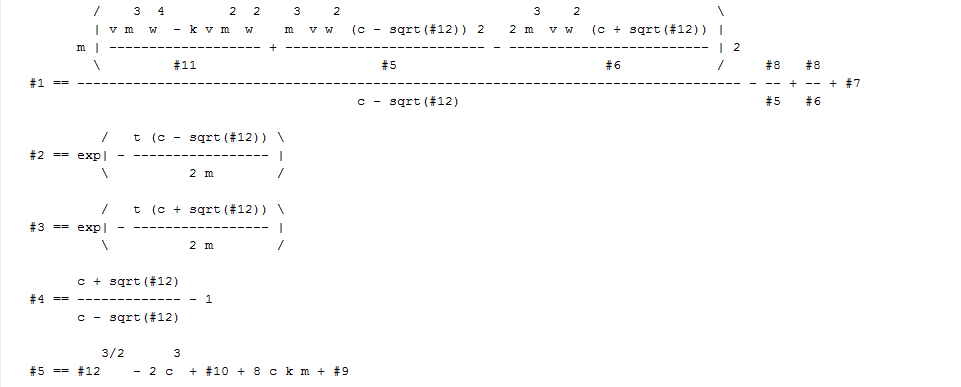 / 3 4 2 2 3 2 3 2 \
| v m w - k v m w m v w (c - sqrt(#12)) 2 2 m v w (c + sqrt(#12)) |
m | ------------------- + --------------------------- - --------------------------- | 2
\ #11 #5 #6 / #8 #8
#1 == ----------------------------------------------------------------------------------- - -- + -- + #7
c - sqrt(#12) #5 #6
/ t (c - sqrt(#12)) \
#2 == exp| - ----------------- |
\ 2 m /
/ t (c + sqrt(#12)) \
#3 == exp| - ----------------- |
\ 2 m /
c + sqrt(#12)
#4 == ------------- - 1
c - sqrt(#12)
3/2 3
#5 == #12 - 2 c + #10 + 8 c k m + #9